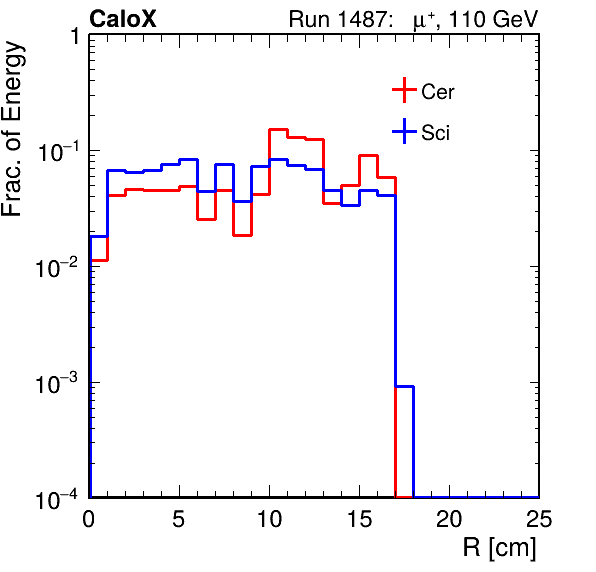 CaloX Run 1487: μ⁺, 110 GeV
Frac. of Energy
1
10⁻¹
10⁻²
10⁻³
10⁻⁴
Cer
Sci
0 5 10 15 20 25
R [cm]